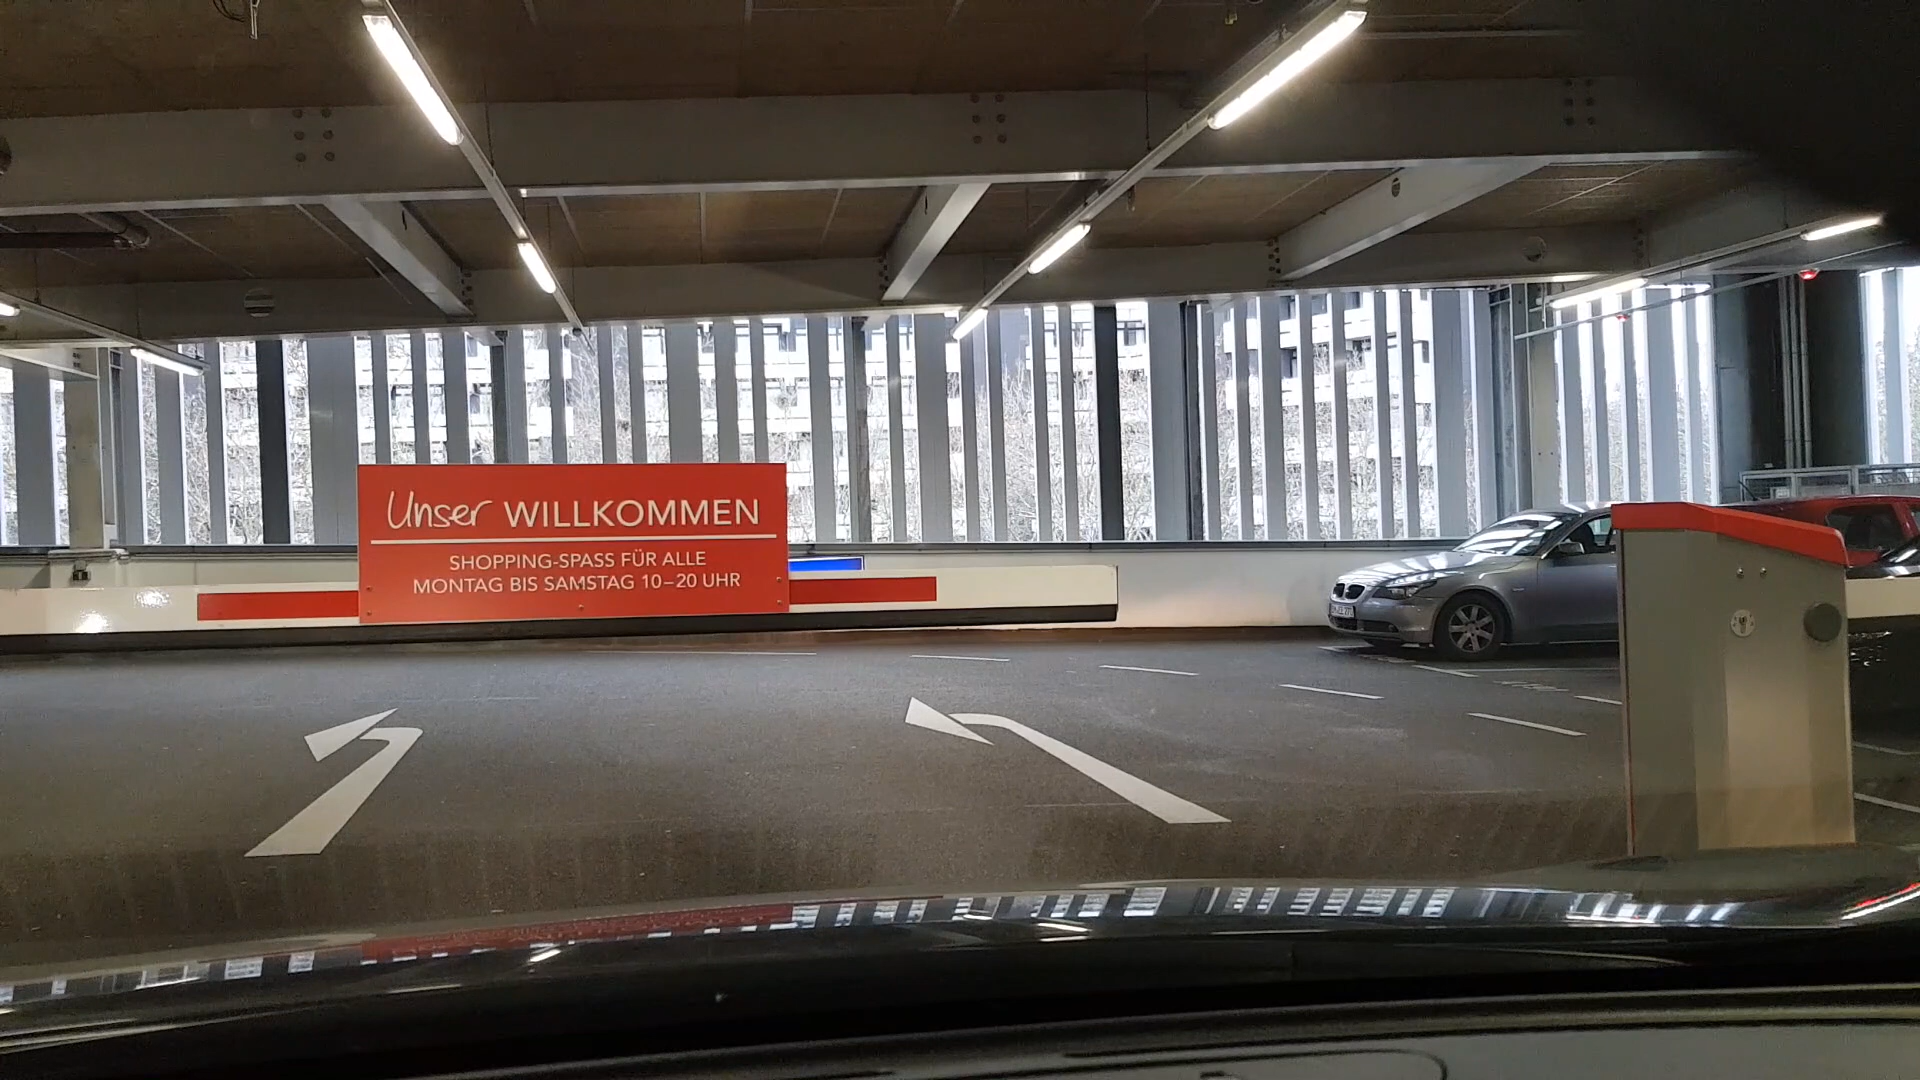 Unser WILLKOMMEN
SHOPPING-SPASS FÜR ALLE
MONTAG BIS SAMSTAG 10–20 UHR